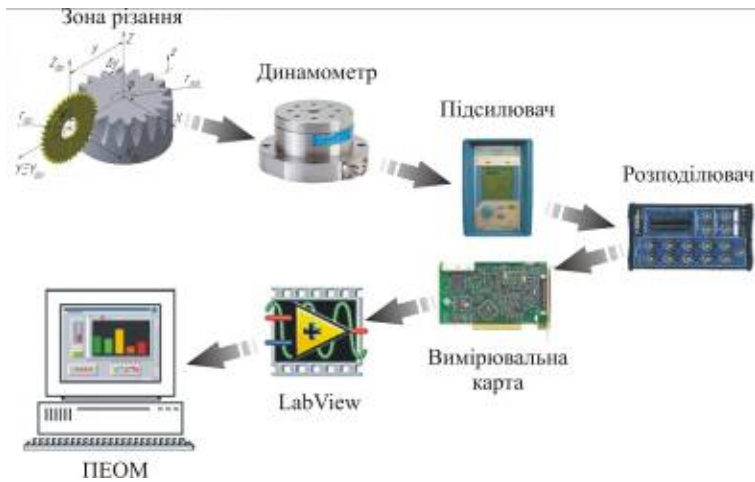 Зона різання
Динамометр
Підсилювач
Розподілювач
Вимірювальна
карта
LabView
ПЕОМ